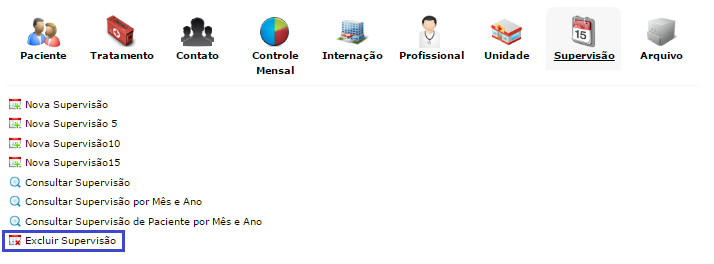 Paciente Tratamento Contato Controle Mensal Internação Profissional Unidade Supervisão Arquivo
15
Nova Supervisão
Nova Supervisão 5
Nova Supervisão10
Nova Supervisão15
Consultar Supervisão
Consultar Supervisão por Mês e Ano
Consultar Supervisão de Paciente por Mês e Ano
Excluir Supervisão